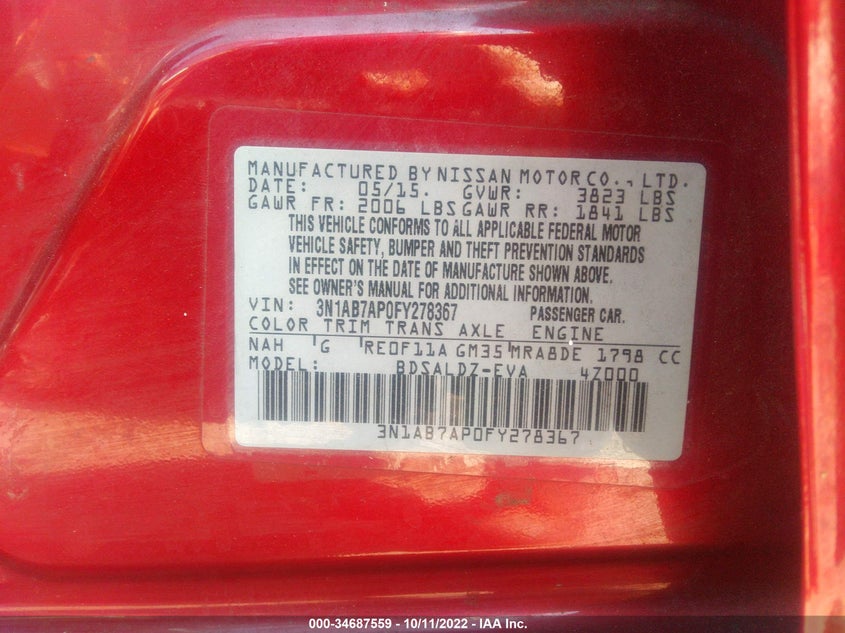 MANUFACTURED BY NISSAN MOTOR CO., LTD.
DATE: 05/15. GVWR: 3823 LBS
GAWR FR: 2006 LBS GAWR RR: 1841 LBS
THIS VEHICLE CONFORMS TO ALL APPLICABLE FEDERAL MOTOR
VEHICLE SAFETY, BUMPER AND THEFT PREVENTION STANDARDS
IN EFFECT ON THE DATE OF MANUFACTURE SHOWN ABOVE.
SEE OWNER'S MANUAL FOR ADDITIONAL INFORMATION.
VIN: 3N1AB7AP0FY278367 PASSENGER CAR.
COLOR TRIM TRANS AXLE ENGINE
NAH G RE0F11A GM35 MRA8DE 1798 CC
MODEL: BDSALDZ-EVA 4Z000
3N1AB7AP0FY278367
000-34687559 - 10/11/2022 - IAA Inc.